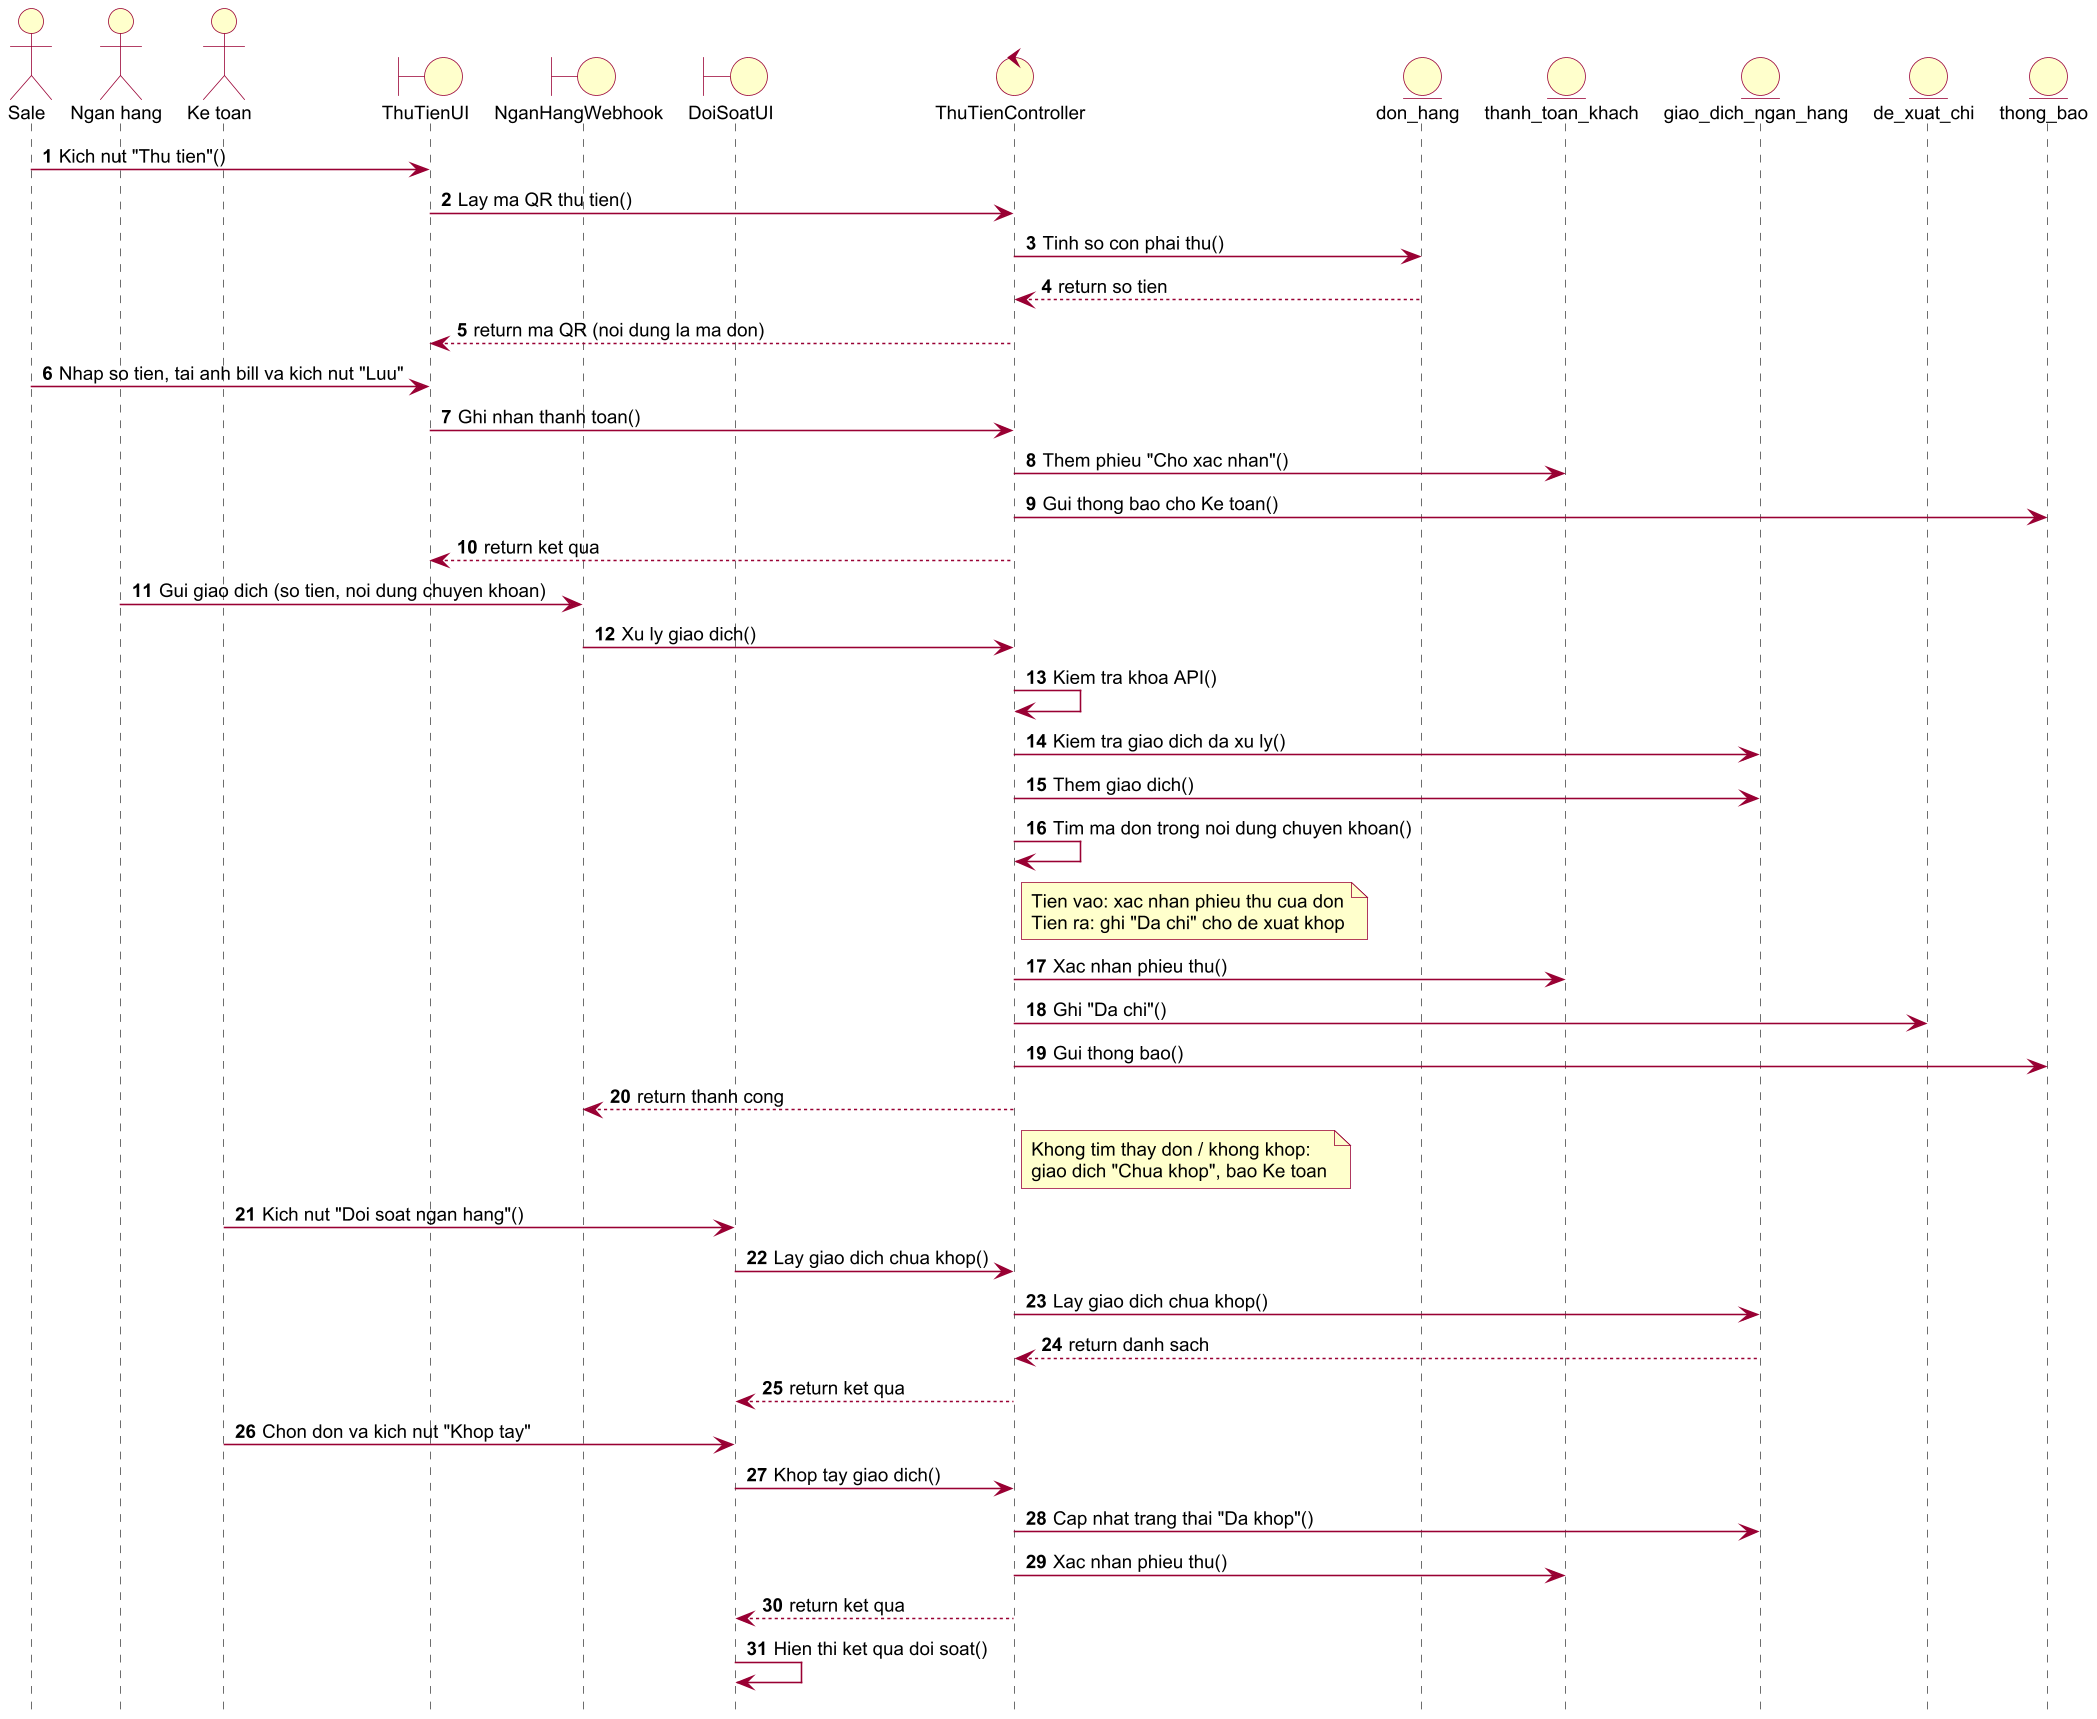 Sale
Ngan hang
Ke toan
ThuTienUI
NganHangWebhook
DoiSoatUI
ThuTienController
don_hang
thanh_toan_khach
giao_dich_ngan_hang
de_xuat_chi
thong_bao
1 Kich nut "Thu tien"()
2 Lay ma QR thu tien()
3 Tinh so con phai thu()
4 return so tien
5 return ma QR (noi dung la ma don)
6 Nhap so tien, tai anh bill va kich nut "Luu"
7 Ghi nhan thanh toan()
8 Them phieu "Cho xac nhan"()
9 Gui thong bao cho Ke toan()
10 return ket qua
11 Gui giao dich (so tien, noi dung chuyen khoan)
12 Xu ly giao dich()
13 Kiem tra khoa API()
14 Kiem tra giao dich da xu ly()
15 Them giao dich()
16 Tim ma don trong noi dung chuyen khoan()
Tien vao: xac nhan phieu thu cua don
Tien ra: ghi "Da chi" cho de xuat khop
17 Xac nhan phieu thu()
18 Ghi "Da chi"()
19 Gui thong bao()
20 return thanh cong
Khong tim thay don / khong khop:
giao dich "Chua khop", bao Ke toan
21 Kich nut "Doi soat ngan hang"()
22 Lay giao dich chua khop()
23 Lay giao dich chua khop()
24 return danh sach
25 return ket qua
26 Chon don va kich nut "Khop tay"
27 Khop tay giao dich()
28 Cap nhat trang thai "Da khop"()
29 Xac nhan phieu thu()
30 return ket qua
31 Hien thi ket qua doi soat()